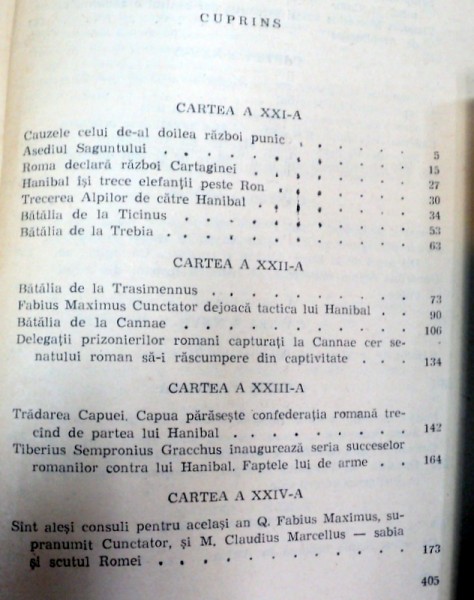 CUPRINS
CARTEA A XXI-A
Cauzele celui de-al doilea război punic . . . . 5
Asediul Saguntului . . . . . . . . . . 15
Roma declară război Cartaginei . . . . . . . 27
Hanibal își trece elefanții peste Ron . . . . . 30
Trecerea Alpilor de către Hanibal . . . . . . 34
Bătălia de la Ticinus . . . . . . . . . 53
Bătălia de la Trebia . . . . . . . . . . 63
CARTEA A XXII-A
Bătălia de la Trasimennus . . . . . . . . 73
Fabius Maximus Cunctator dejoacă tactica lui Hanibal . . 90
Bătălia de la Cannae . . . . . . . . . 106
Delegații prizonierilor romani capturați la Cannae cer se-
natului roman să-i răscumpere din captivitate . . . 134
CARTEA A XXIII-A
Trădarea Capuei. Capua părăsește confederația romană tre-
cînd de partea lui Hanibal . . . . . . . . 142
Tiberius Sempronius Gracchus inaugurează seria succeselor
romanilor contra lui Hanibal. Faptele lui de arme . . 164
CARTEA A XXIV-A
Sînt aleși consuli pentru același an Q. Fabius Maximus, su-
pranumit Cunctator, și M. Claudius Marcellus — sabia
și scutul Romei . . . . . . . . . . 173
405